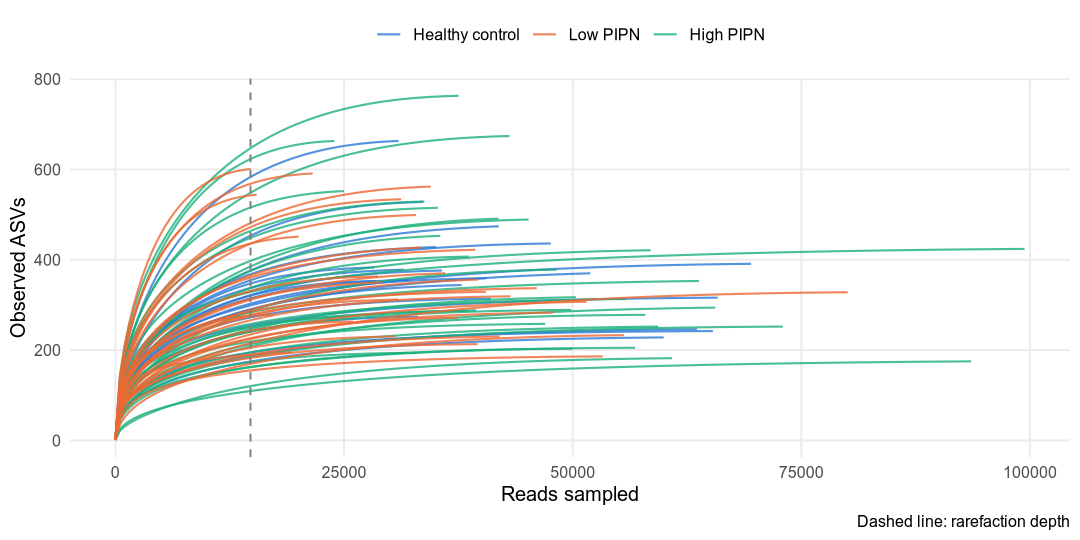 Healthy control Low PIPN High PIPN
800
600
400
200
0
Observed ASVs
0 25000 50000 75000 100000
Reads sampled
Dashed line: rarefaction depth